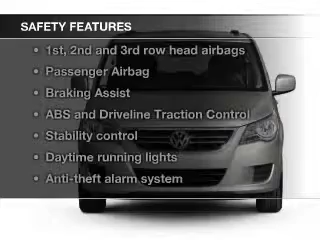 SAFETY FEATURES
• 1st, 2nd and 3rd row head airbags
• Passenger Airbag
• Braking Assist
• ABS and Driveline Traction Control
• Stability control
• Daytime running lights
• Anti-theft alarm system